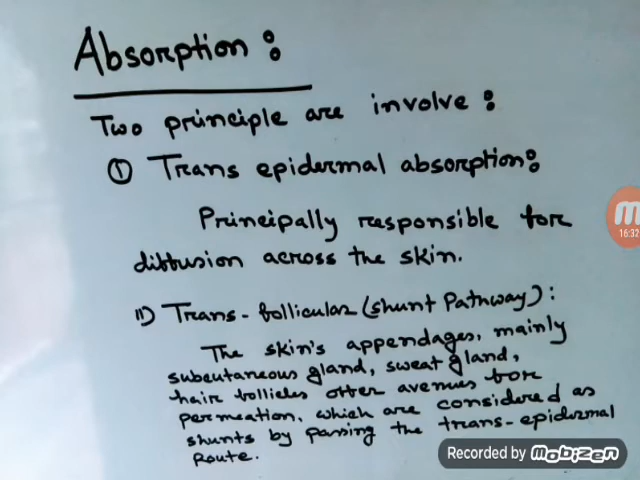 Absorption:
Two principle are involve:
① Trans epidermal absorption:
Principally responsible for
diffusion across the skin.
II) Trans-follicular (shunt Pathway):
The skin's appendages, mainly
subcutaneous gland, sweat gland,
hair follicles offer avenues for
permeation, which are considered as
shunts by passing the trans-epidermal
Route.
M
16:32
Recorded by Mobizen